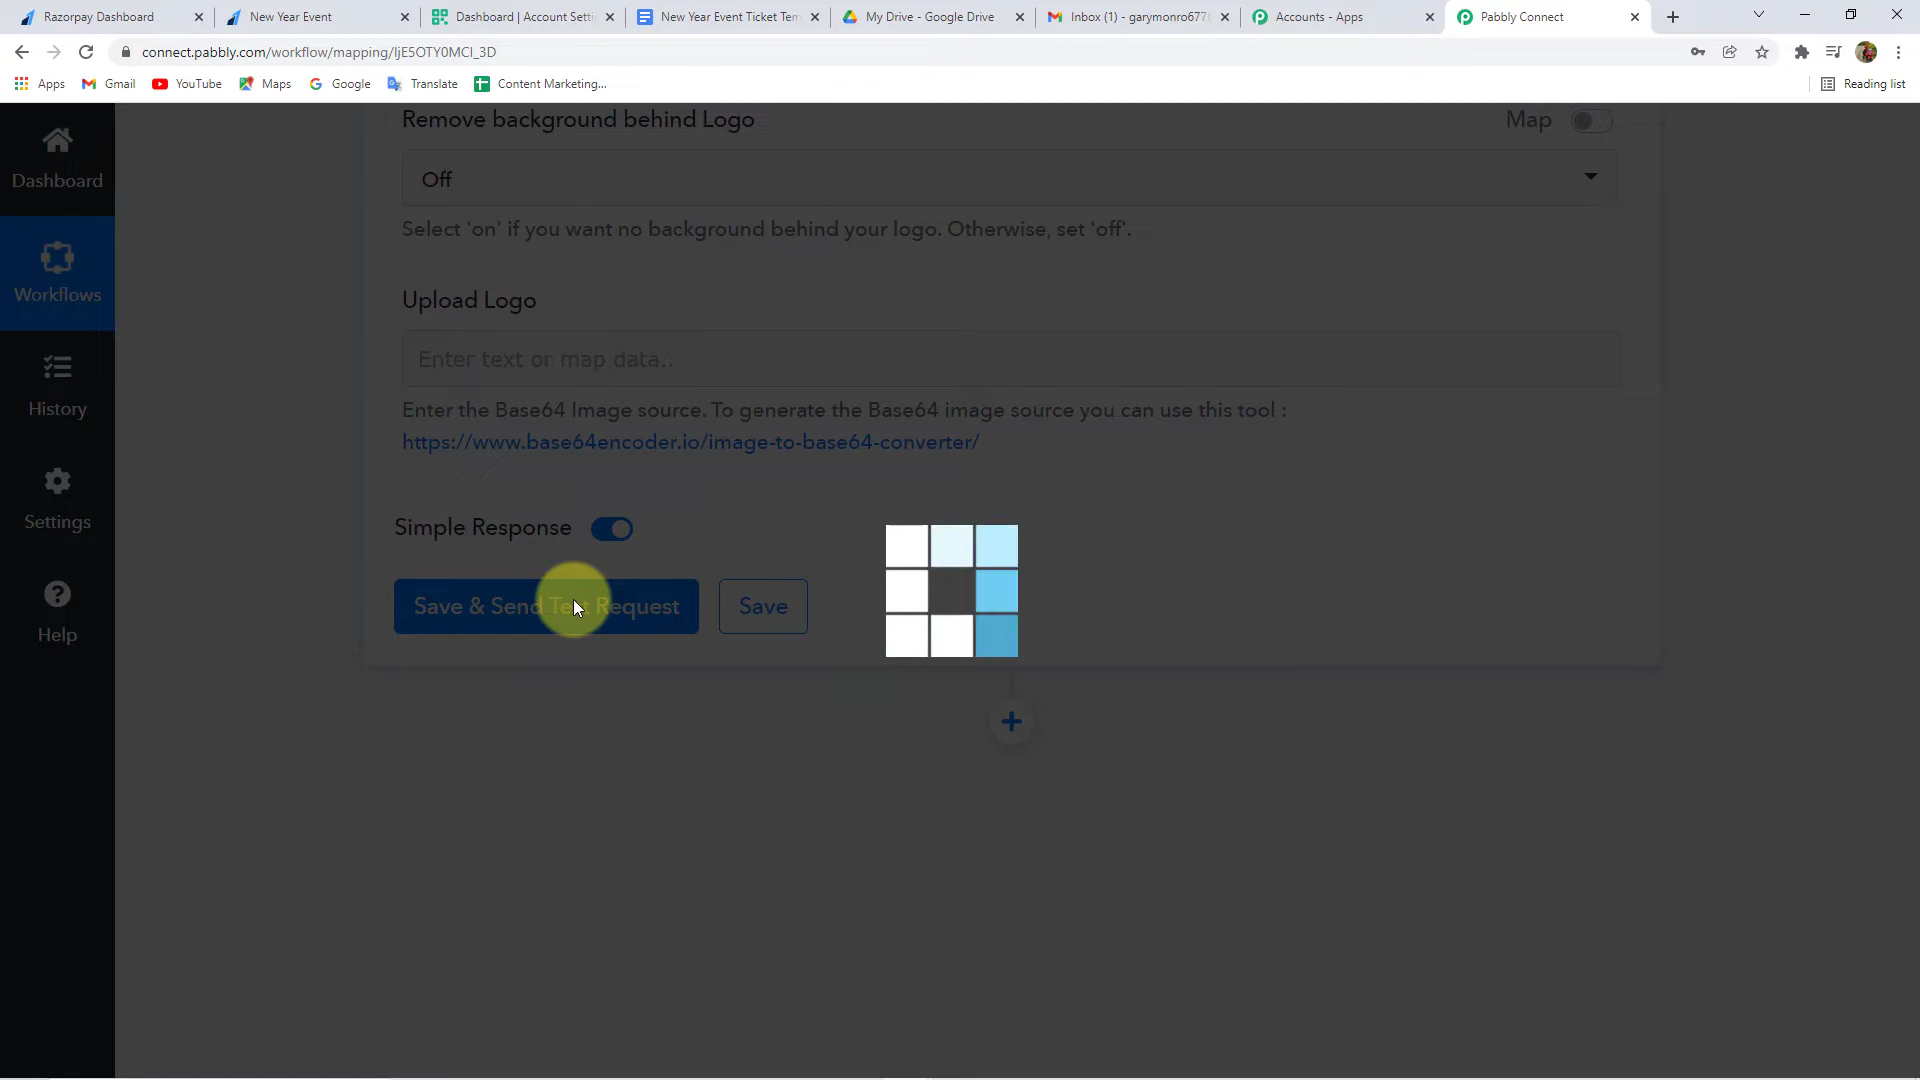 Razorpay Dashboard
New Year Event
Dashboard | Account Setti
New Year Event Ticket Tem
My Drive - Google Drive
Inbox (1) - garymonro677
Accounts - Apps
Pabbly Connect
connect.pabbly.com/workflow/mapping/IjE5OTY0MCI_3D
Apps
Gmail
YouTube
Maps
Google
Translate
Content Marketing...
Reading list
Dashboard
Workflows
History
Settings
Help
Remove background behind Logo
Map
Off
Select 'on' if you want no background behind your logo. Otherwise, set 'off'.
Upload Logo
Enter text or map data..
Enter the Base64 Image source. To generate the Base64 image source you can use this tool :
https://www.base64encoder.io/image-to-base64-converter/
Simple Response
Save & Send Test Request
Save